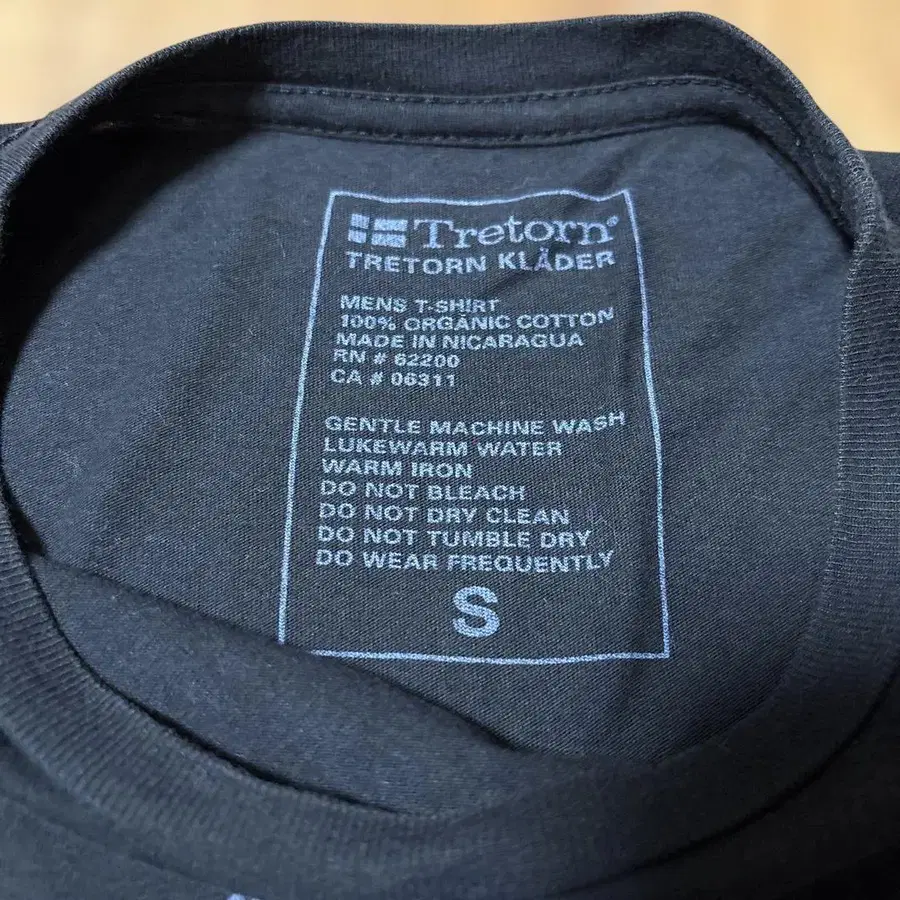 Tretorn®
TRETORN KLÄDER
MENS T-SHIRT
100% ORGANIC COTTON
MADE IN NICARAGUA
RN # 62200
CA # 06311
GENTLE MACHINE WASH
LUKEWARM WATER
WARM IRON
DO NOT BLEACH
DO NOT DRY CLEAN
DO NOT TUMBLE DRY
DO WEAR FREQUENTLY
S